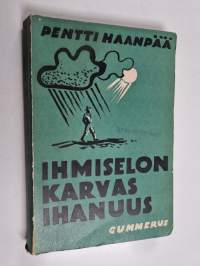 PENTTI HAANPÄÄ
IHMISELON
KARVAS
IHANUUS
GUMMERUS